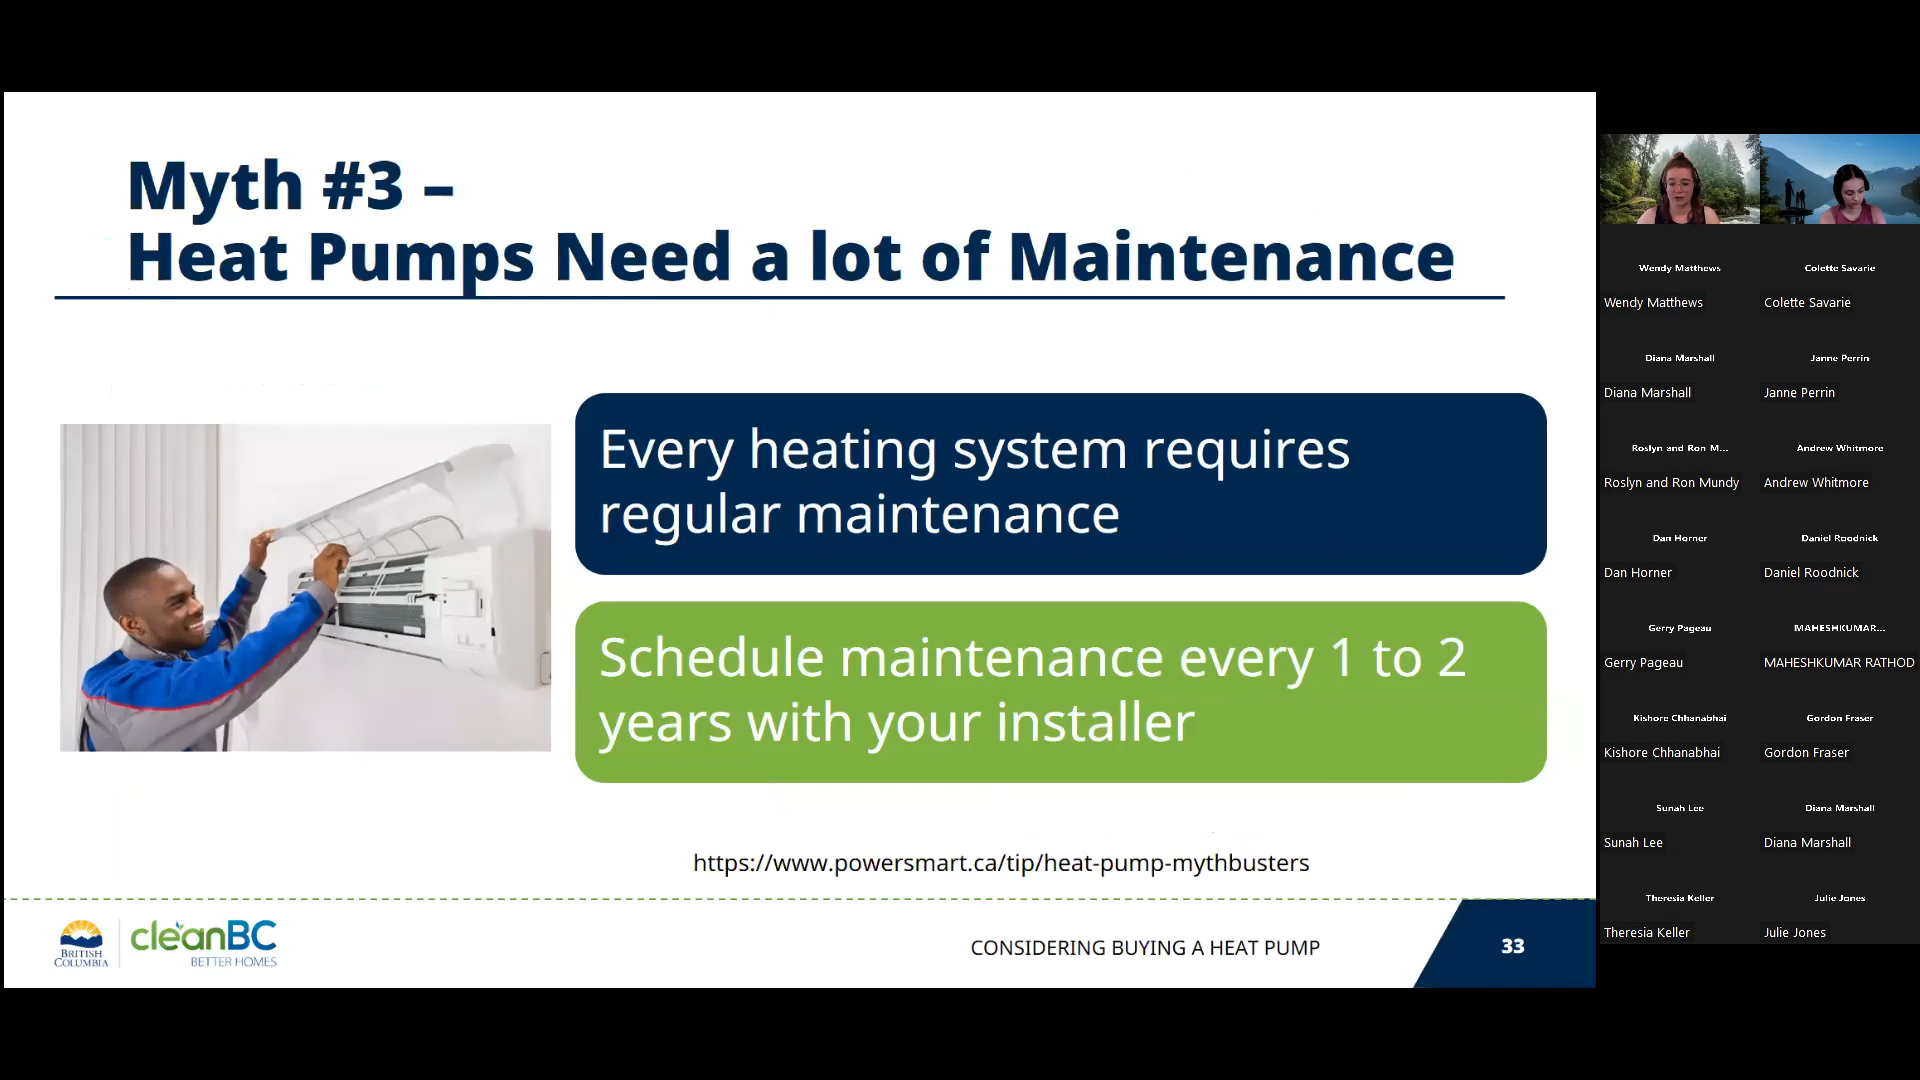 Myth #3 –
Heat Pumps Need a lot of Maintenance
Every heating system requires
regular maintenance
Schedule maintenance every 1 to 2
years with your installer
https://www.powersmart.ca/tip/heat-pump-mythbusters
BRITISH
COLUMBIA
cleanBC
BETTER HOMES
CONSIDERING BUYING A HEAT PUMP
33
Wendy Matthews
Colette Savarie
Wendy Matthews
Colette Savarie
Diana Marshall
Janne Perrin
Diana Marshall
Janne Perrin
Roslyn and Ron M...
Andrew Whitmore
Roslyn and Ron Mundy
Andrew Whitmore
Dan Horner
Daniel Roodnick
Dan Horner
Daniel Roodnick
Gerry Pageau
MAHESHKUMAR...
Gerry Pageau
MAHESHKUMAR RATHOD
Kishore Chhanabhai
Gordon Fraser
Kishore Chhanabhai
Gordon Fraser
Sunah Lee
Diana Marshall
Sunah Lee
Diana Marshall
Theresia Keller
Julie Jones
Theresia Keller
Julie Jones